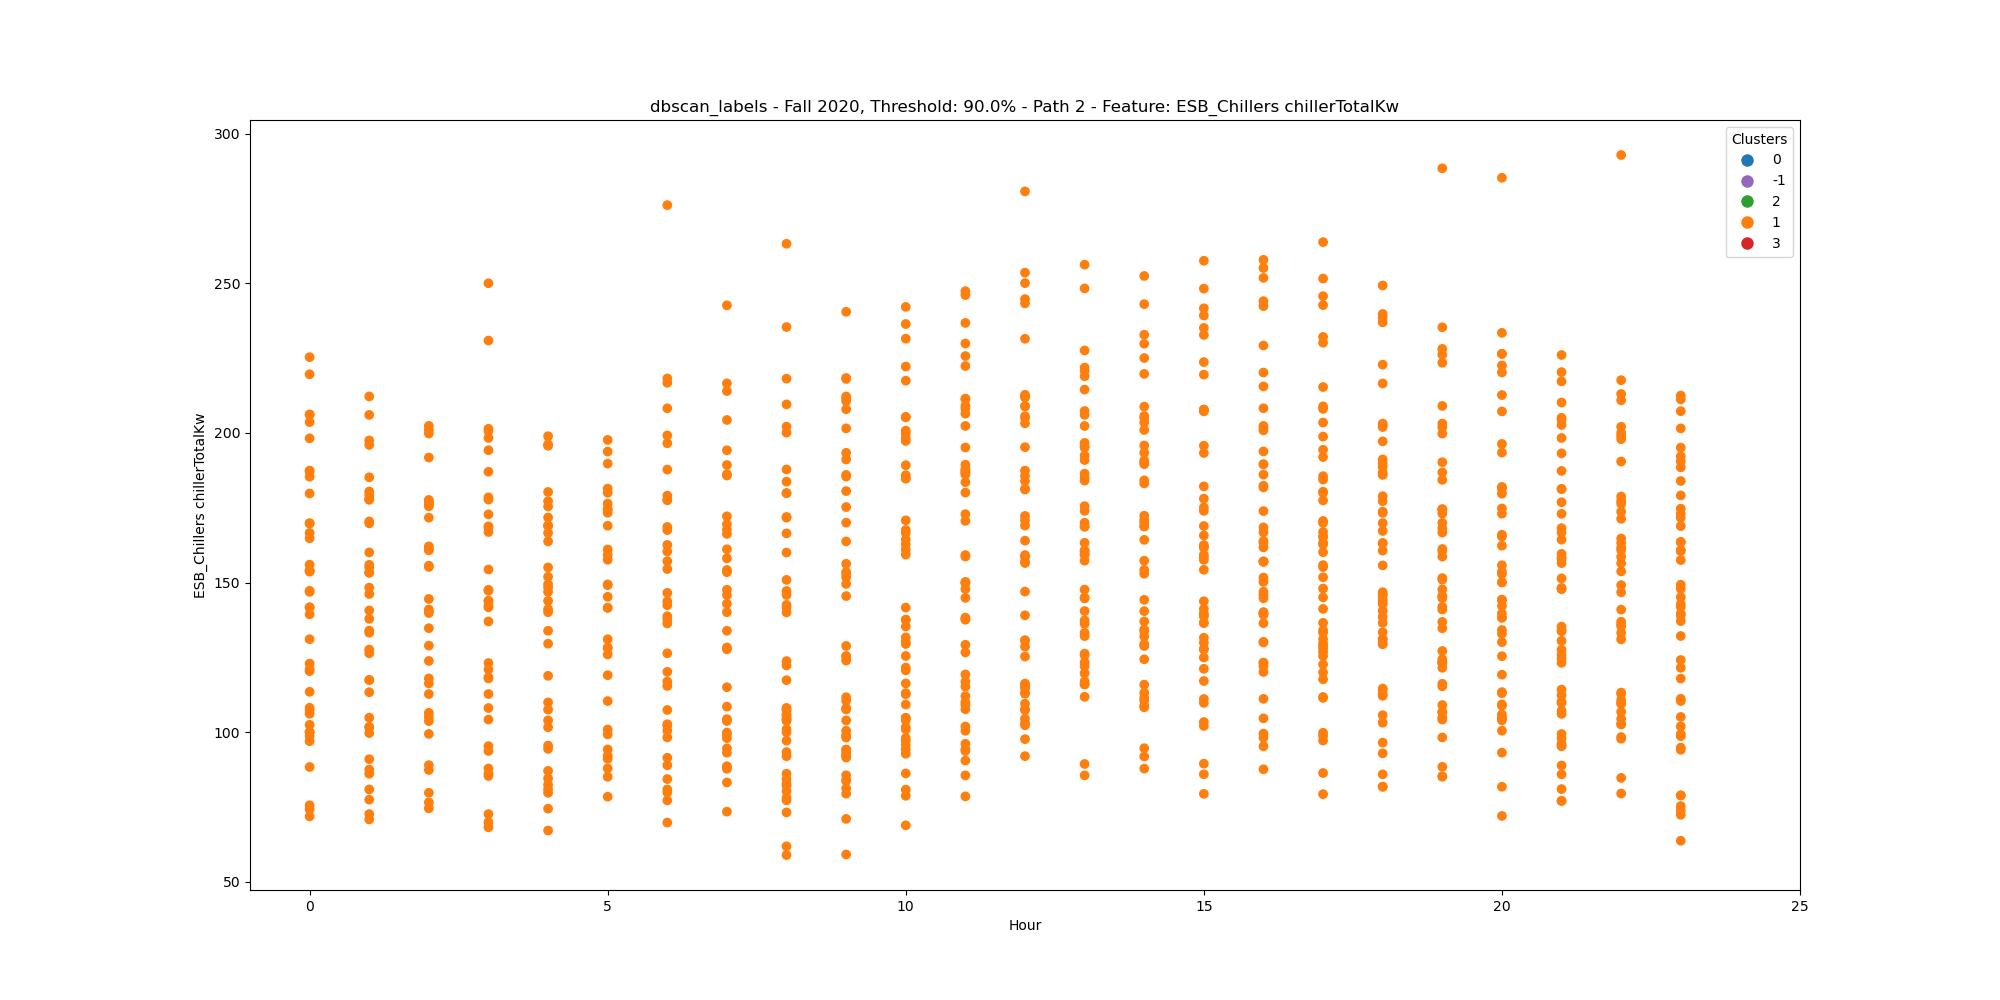 dbscan_labels - Fall 2020, Threshold: 90.0% - Path 2 - Feature: ESB_Chillers chillerTotalKw
Clusters
0
-1
2
1
3
300
250
200
150
100
50
ESB_Chillers chillerTotalKw
0 5 10 15 20 25
Hour